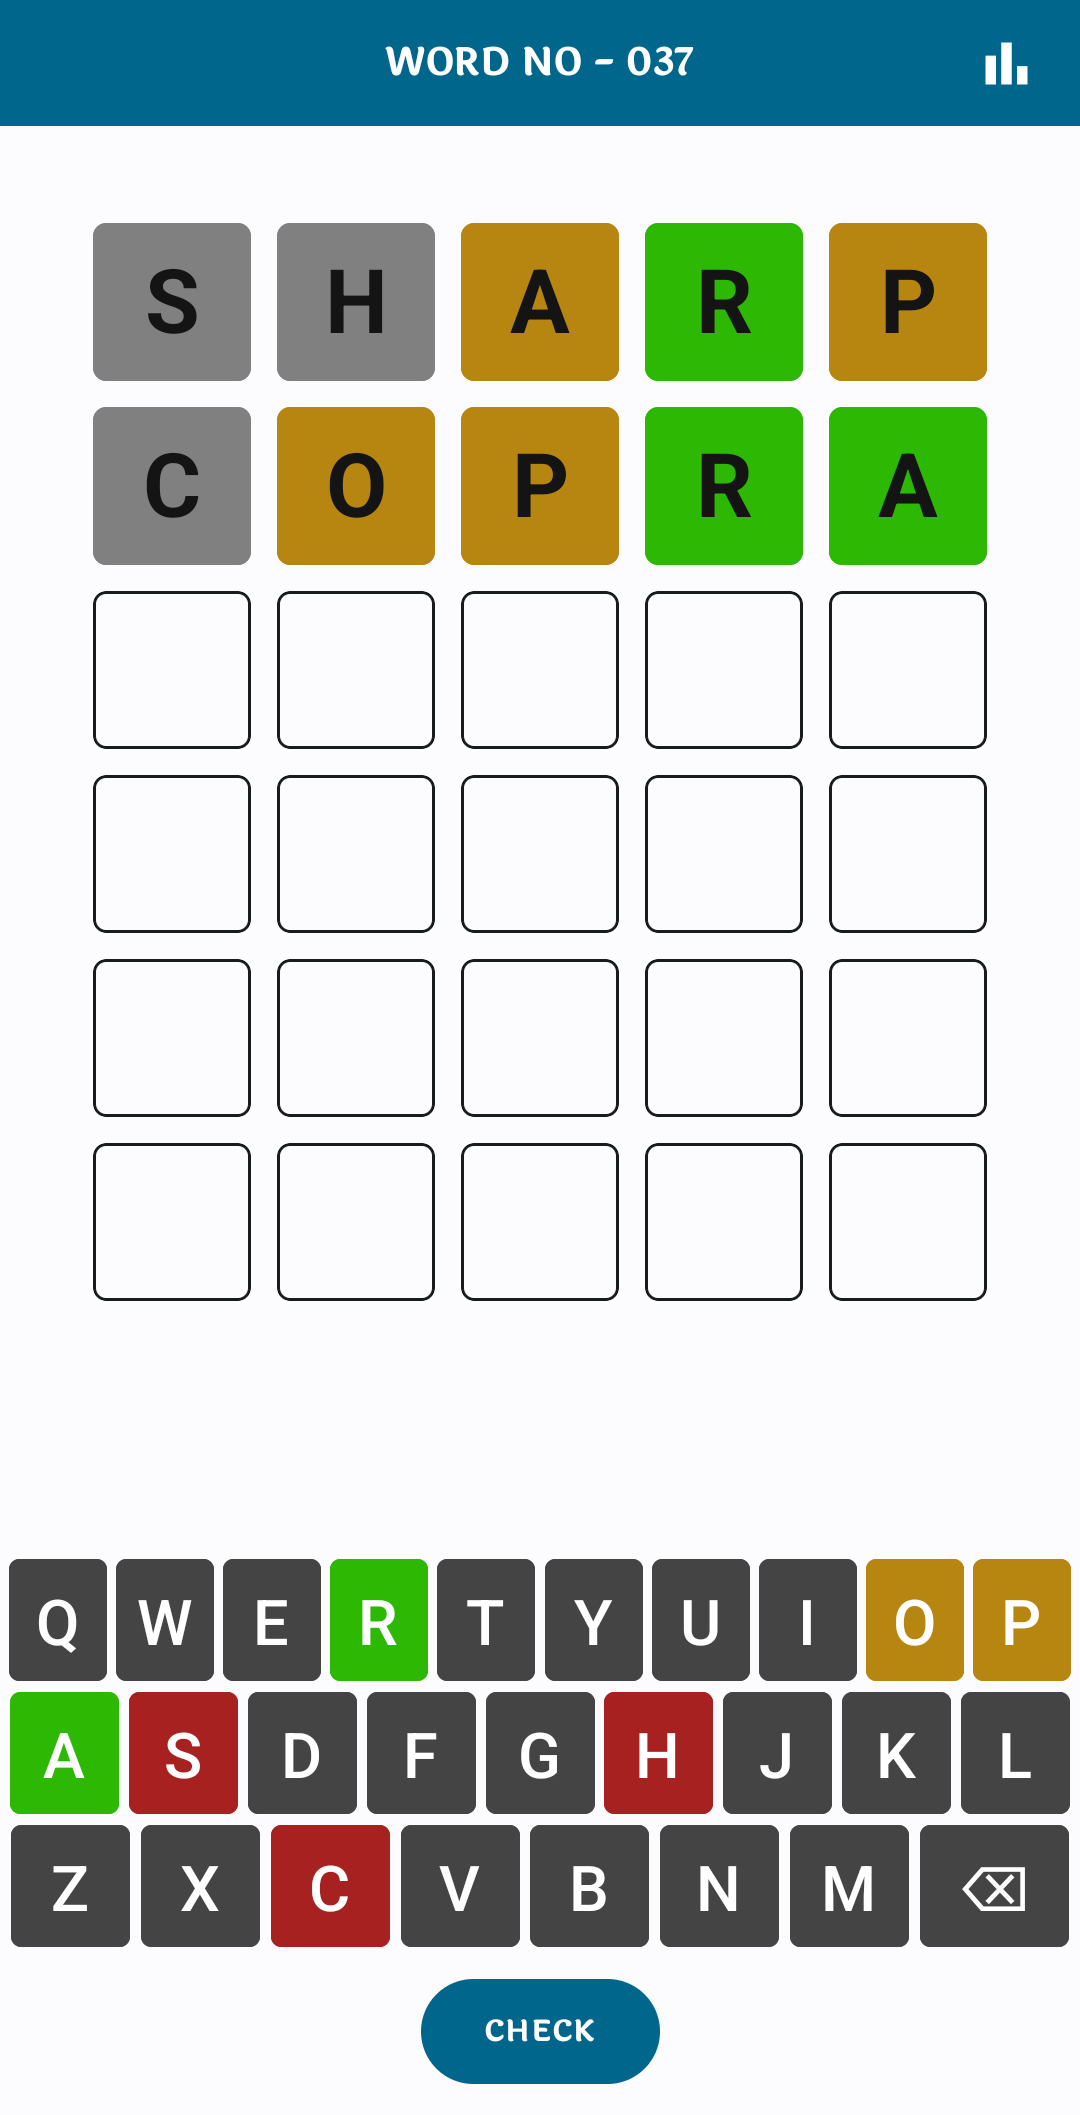 WORD NO - 037
S H A R P
C O P R A
Q W E R T Y U I O P
A S D F G H J K L
Z X C V B N M
CHECK